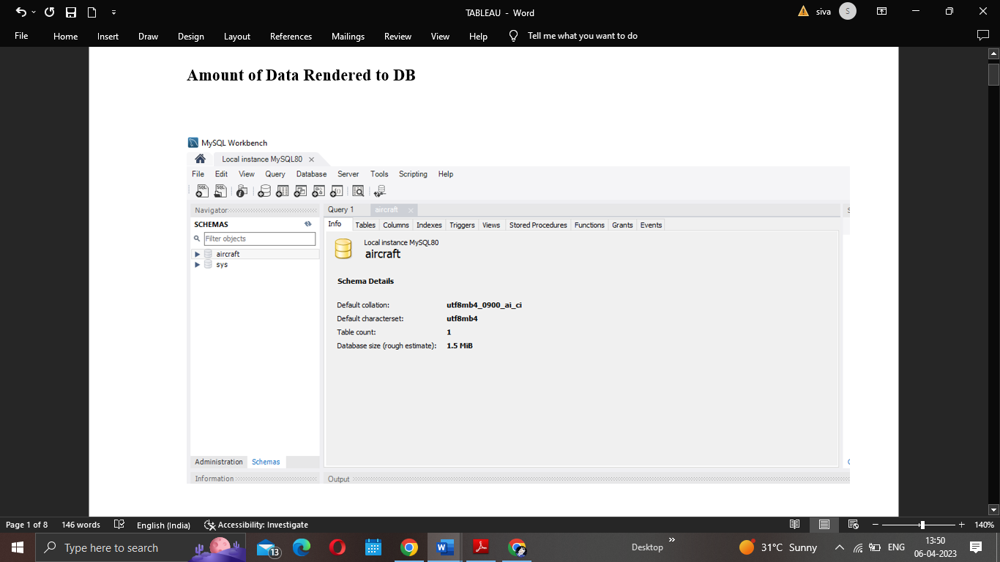 TABLEAU - Word
siva
S
File Home Insert Draw Design Layout References Mailings Review View Help Tell me what you want to do
Amount of Data Rendered to DB
MySQL Workbench
Local instance MySQL80
File Edit View Query Database Server Tools Scripting Help
Navigator
Query 1 aircraft
SCHEMAS
Info Tables Columns Indexes Triggers Views Stored Procedures Functions Grants Events
Filter objects
Local instance MySQL80
aircraft
aircraft
sys
Schema Details
Default collation: utf8mb4_0900_ai_ci
Default characterset: utf8mb4
Table count: 1
Database size (rough estimate): 1.5 MiB
Administration Schemas
Information
Output
Page 1 of 8 146 words English (India) Accessibility: Investigate 140%
Type here to search
13
Desktop
31°C Sunny
ENG
13:50
06-04-2023